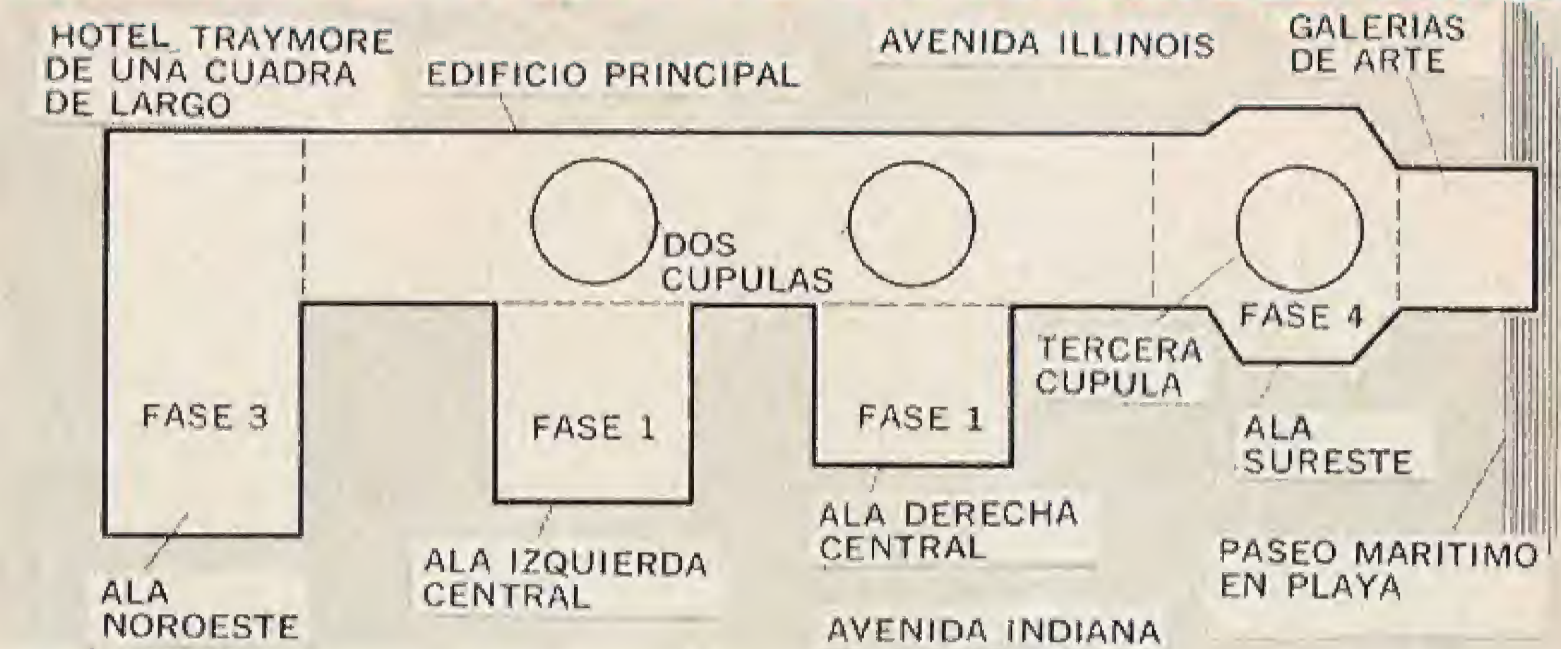 HOTEL TRAYMORE
DE UNA CUADRA
DE LARGO
EDIFICIO PRINCIPAL
AVENIDA ILLINOIS
GALERIAS
DE ARTE
DOS
CUPULAS
FASE 4
TERCERA
CUPULA
FASE 3
FASE 1
FASE 1
ALA
SURESTE
ALA DERECHA
CENTRAL
PASEO MARITIMO
EN PLAYA
ALA IZQUIERDA
CENTRAL
ALA
NOROESTE
AVENIDA INDIANA